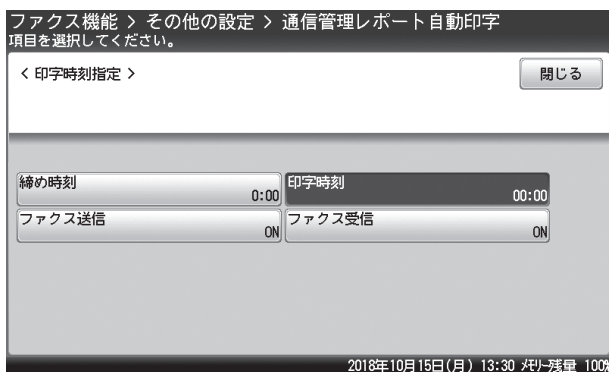 ファクス機能 > その他の設定 > 通信管理レポート自動印字
項目を選択してください。
< 印字時刻指定 >
閉じる
締め時刻
0:00
印字時刻
00:00
ファクス送信
ON
ファクス受信
ON
2018年10月15日(月) 13:30 ﾒﾓﾘｰ残量 100%